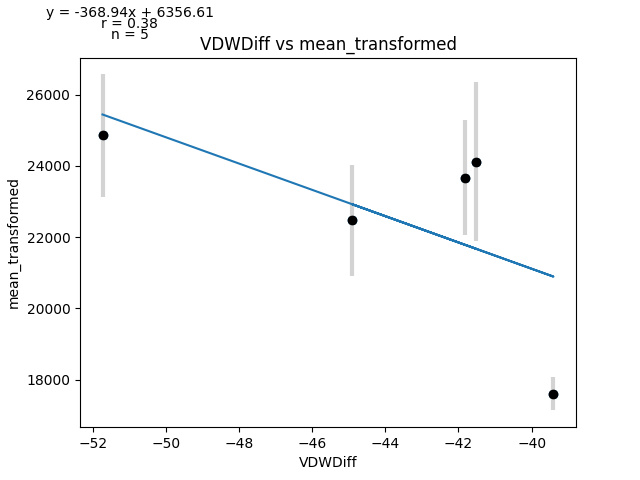 y = -368.94x + 6356.61
r = 0.38
n = 5
VDWDiff vs mean_transformed
26000
24000
22000
20000
18000
mean_transformed
−52
−50
−48
−46
−44
−42
−40
VDWDiff